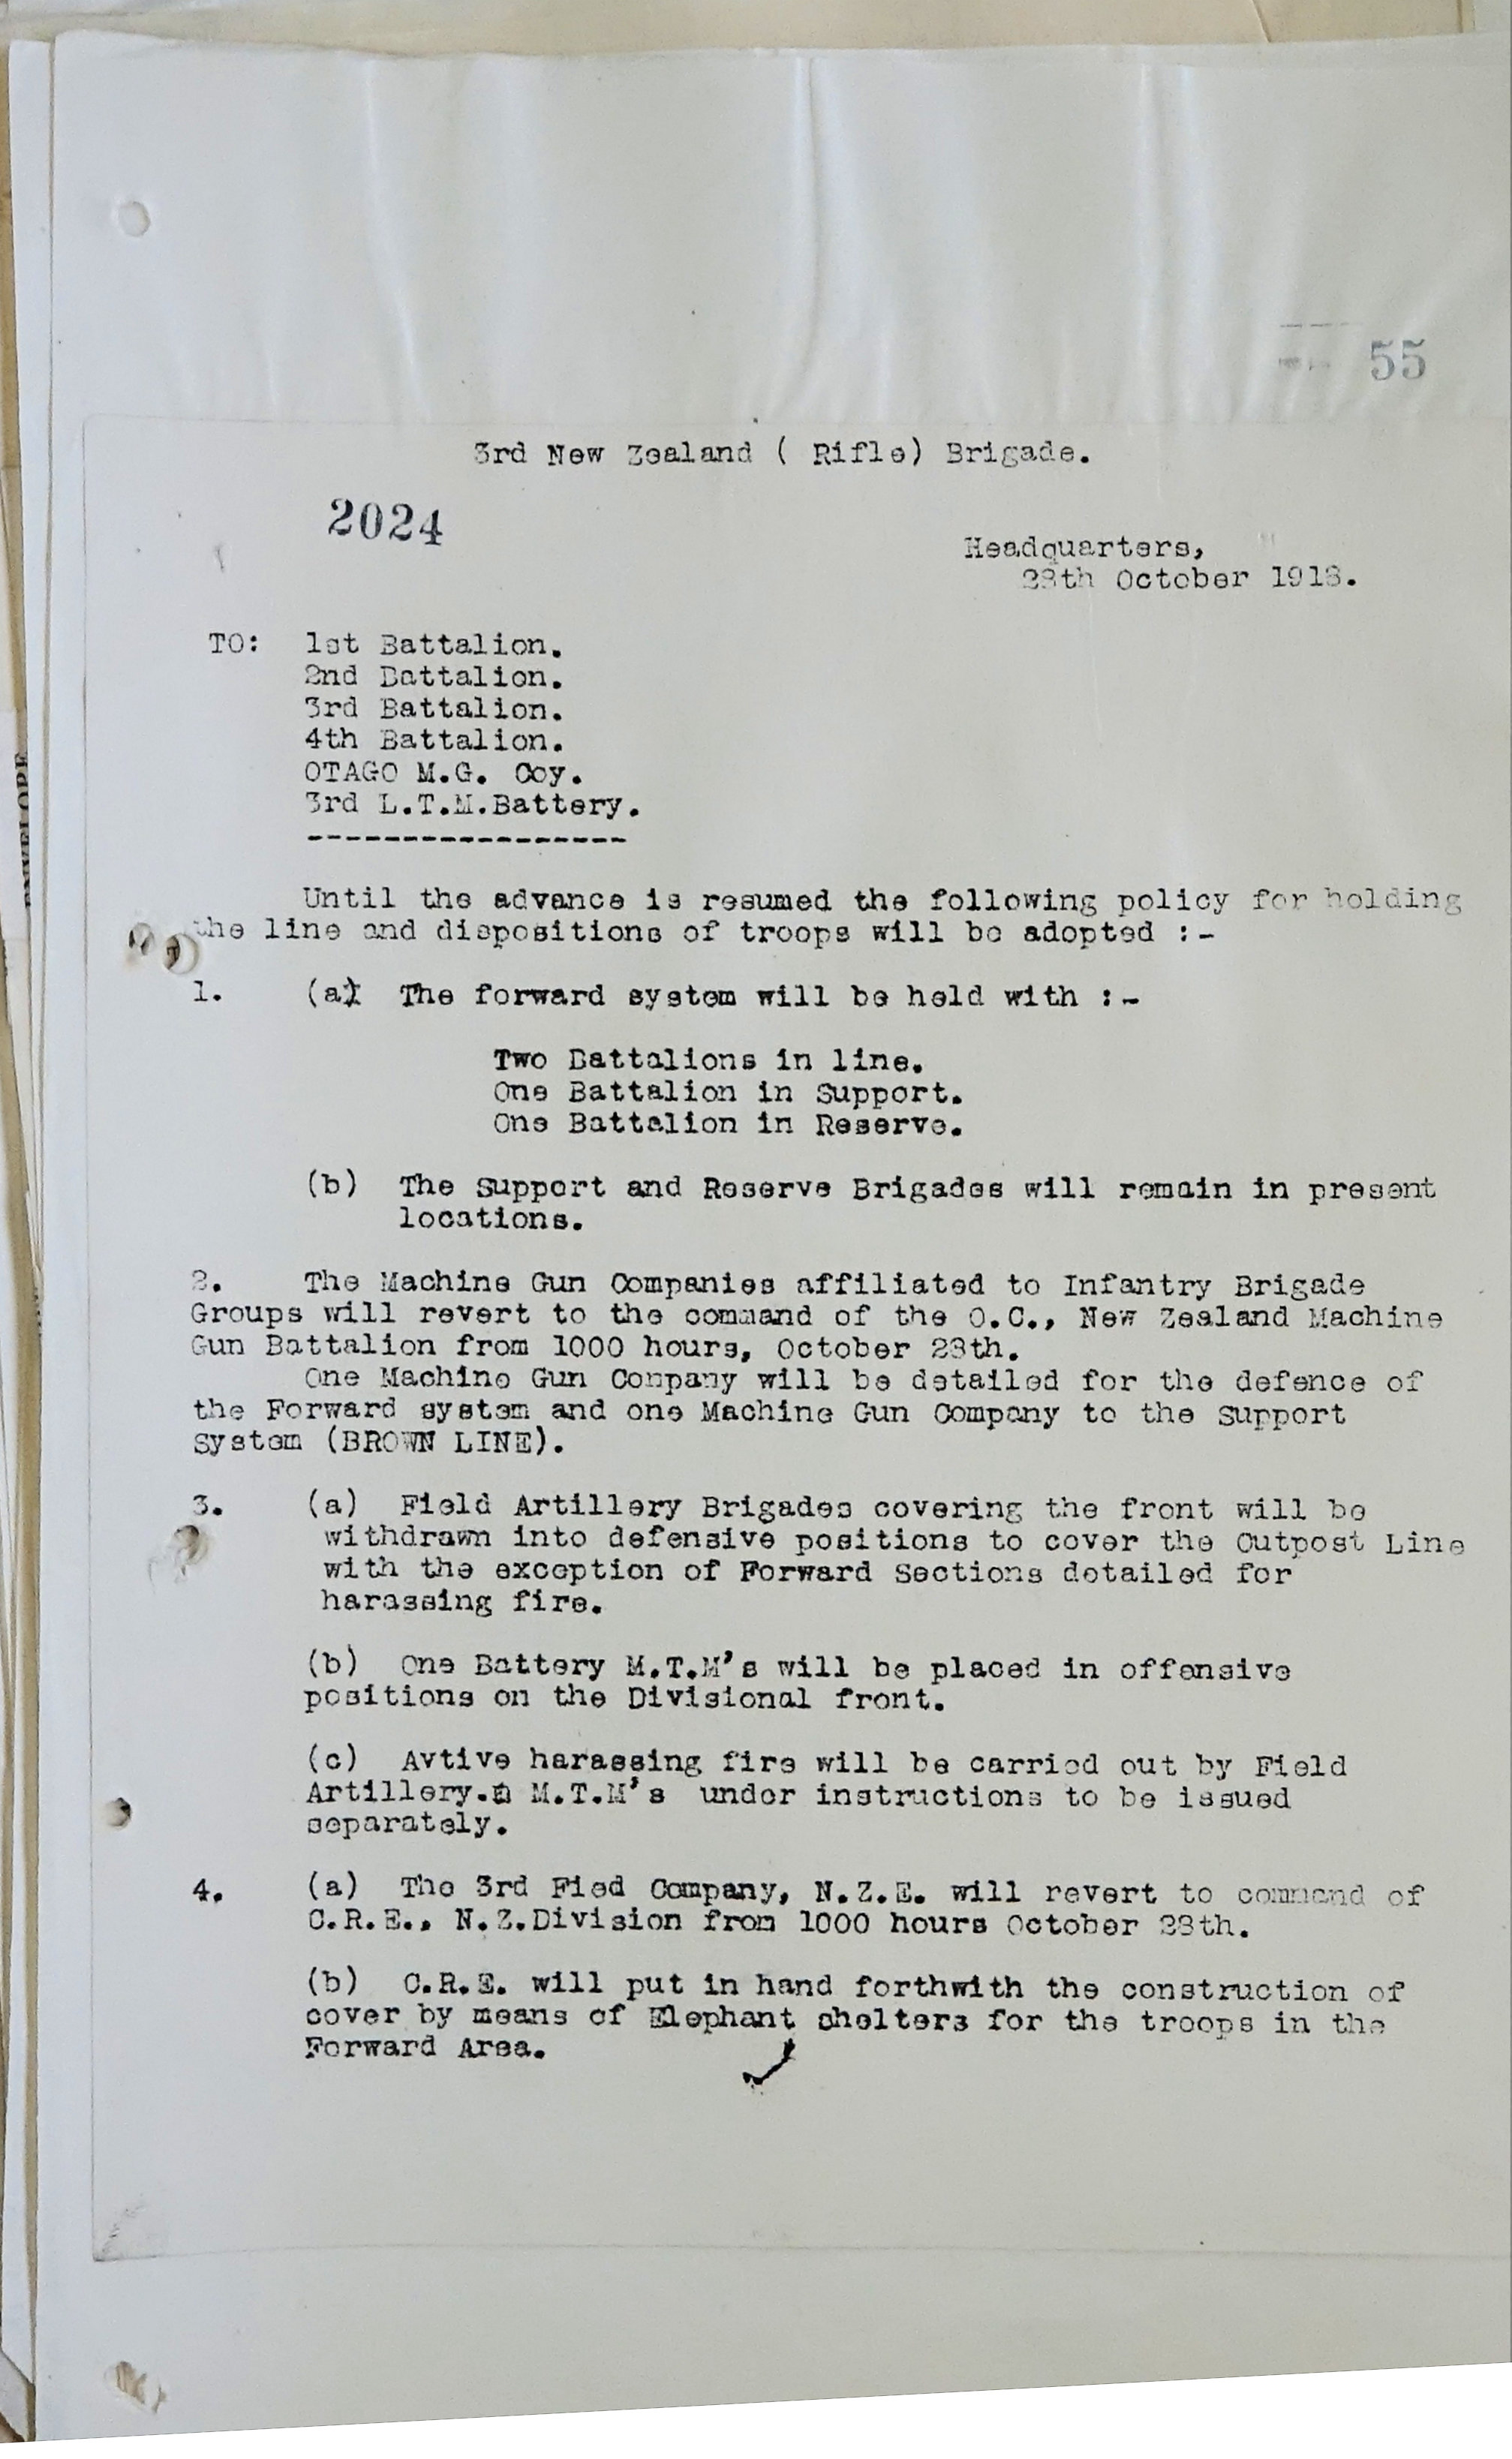 55
3rd New Zealand ( Rifle) Brigade.
2024
Headquarters,
28th October 1918.
TO: 1st Battalion.
2nd Battalion.
3rd Battalion.
4th Battalion.
OTAGO M.G. Coy.
3rd L.T.M.Battery.
-----------------
Until the advance is resumed the following policy for holding
the line and dispositions of troops will be adopted :-
1. (a) The forward system will be held with :-
Two Battalions in line.
One Battalion in Support.
One Battalion in Reserve.
(b) The Support and Reserve Brigades will remain in present
locations.
2. The Machine Gun Companies affiliated to Infantry Brigade
Groups will revert to the command of the O.C., New Zealand Machine
Gun Battalion from 1000 hours, October 28th.
One Machine Gun Company will be detailed for the defence of
the Forward system and one Machine Gun Company to the Support
System (BROWN LINE).
3. (a) Field Artillery Brigades covering the front will be
withdrawn into defensive positions to cover the Outpost Line
with the exception of Forward Sections detailed for
harassing fire.
(b) One Battery M.T.M's will be placed in offensive
positions on the Divisional front.
(c) Avtive harassing fire will be carried out by Field
Artillery. M.T.M's under instructions to be issued
separately.
4. (a) The 3rd Fied Company, N.Z.E. will revert to command of
C.R.E., N.Z.Division from 1000 hours October 28th.
(b) C.R.E. will put in hand forthwith the construction of
cover by means of Elephant shelters for the troops in the
Forward Area.